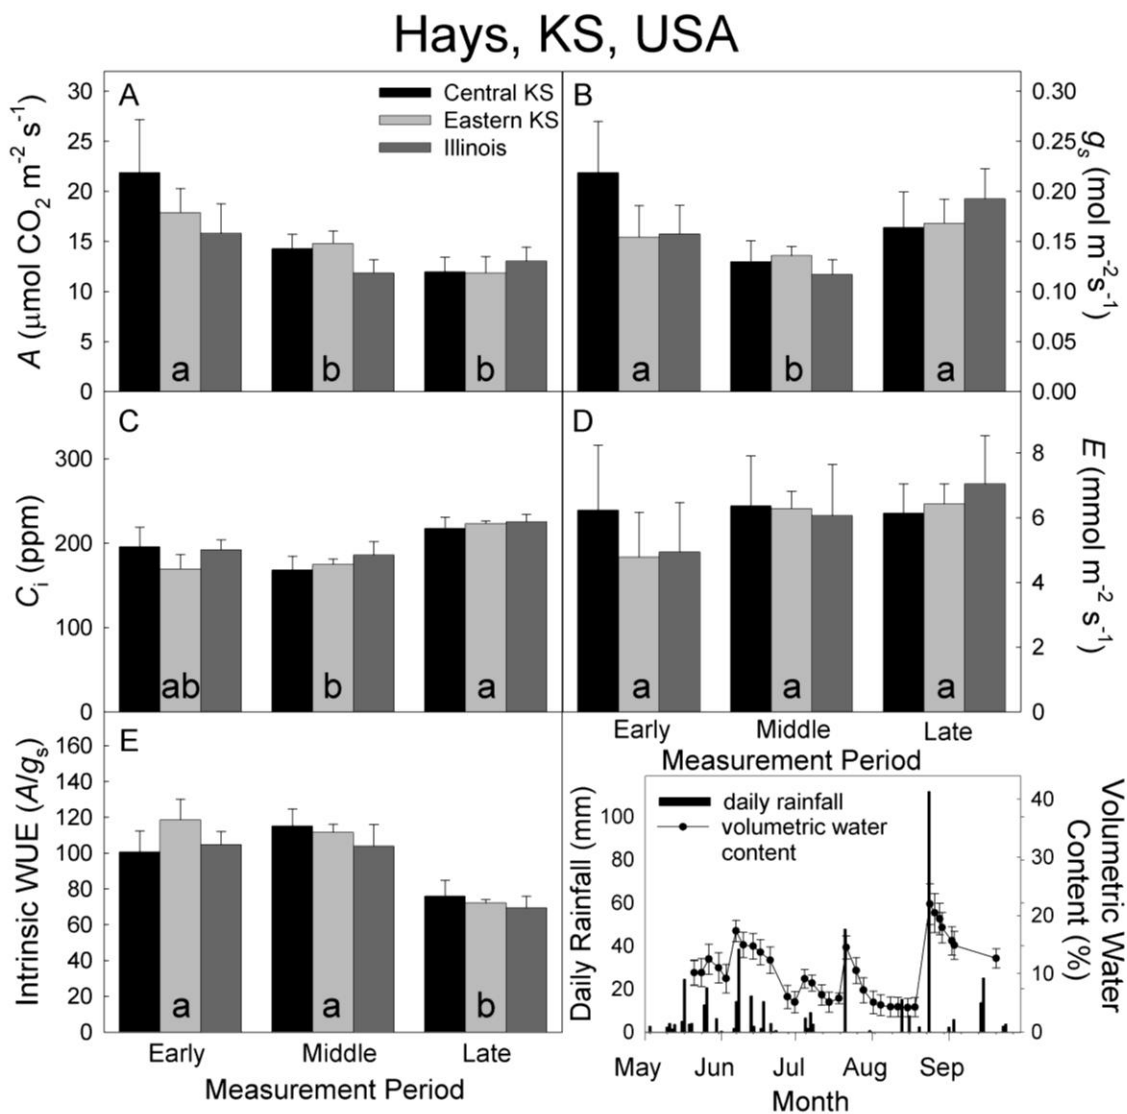 Hays, KS, USA
A
Central KS
Eastern KS
Illinois
A (μmol CO2 m-2 s-1)
30
25
20
15
10
5
0
a
b
b
B
0.30
0.25
0.20
0.15
0.10
0.05
0.00
gs (mol m-2s-1)
a
b
a
C
Ci (ppm)
300
200
100
0
ab
b
a
D
8
6
4
2
0
E (mmol m-2 s-1)
a
a
a
Early
Middle
Late
Measurement Period
E
Intrinsic WUE (A/gs)
160
140
120
100
80
60
40
20
0
a
a
b
Early
Middle
Late
Measurement Period
daily rainfall
volumetric water
content
Daily Rainfall (mm)
100
80
60
40
20
0
40
30
20
10
0
Volumetric Water
Content (%)
May
Jun
Jul
Aug
Sep
Month